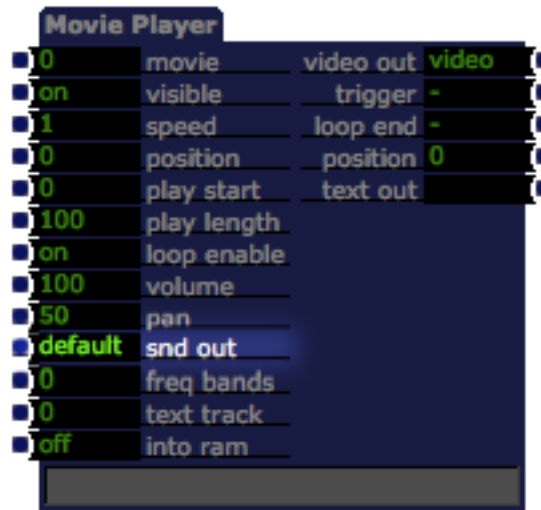 Movie Player
0 movie video out video
on visible trigger -
1 speed loop end -
0 position position 0
0 play start text out
100 play length
on loop enable
100 volume
50 pan
default snd out
0 freq bands
0 text track
off into ram